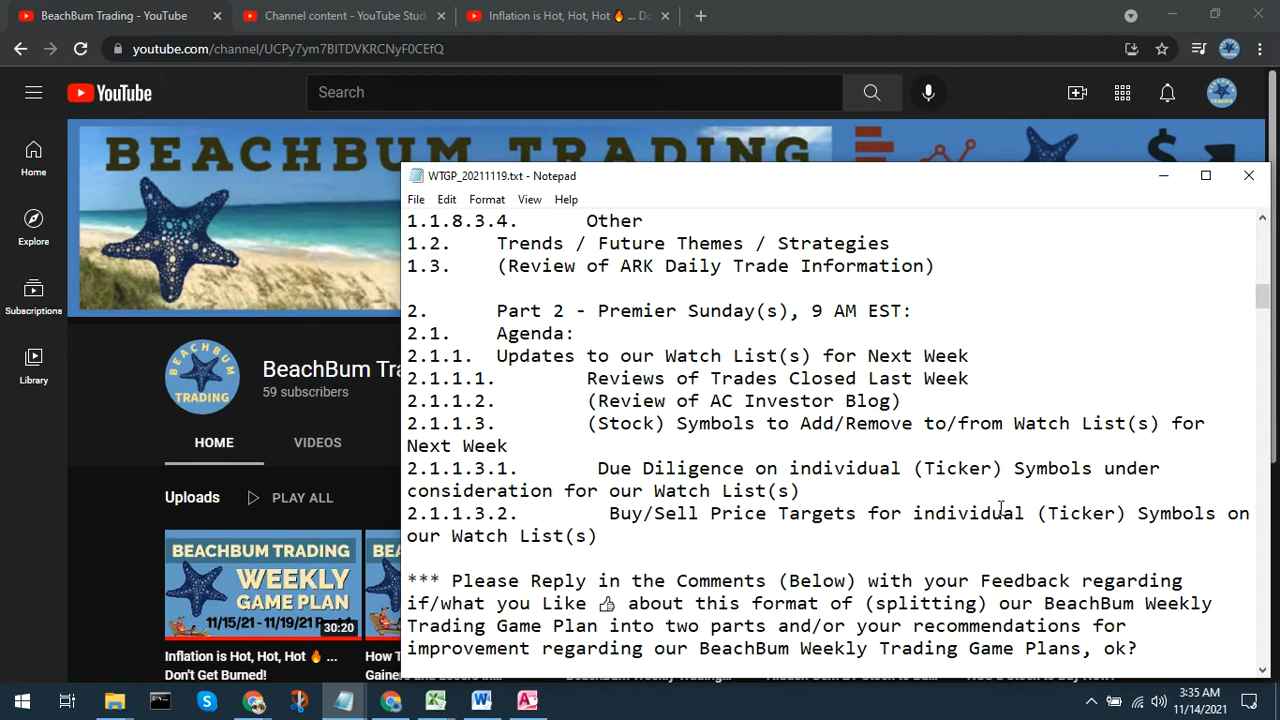 BeachBum Trading - YouTube
Channel content - YouTube Stud
Inflation is Hot, Hot, Hot 🔥 ... Do
youtube.com/channel/UCPy7ym7BITDVKRCNyF0CEfQ
YouTube
Search
BEACHBUM TRADING
Home
Explore
Subscriptions
Library
BEACHBUM
TRADING
BeachBum Tra
59 subscribers
HOME
VIDEOS
Uploads
PLAY ALL
BEACHBUM TRADING
WEEKLY
GAME PLAN
11/15/21 - 11/19
30:20
Inflation is Hot, Hot, Hot 🔥 ...
Don't Get Burned!
WTGP_20211119.txt - Notepad
File Edit Format View Help
1.1.8.3.4. Other
1.2. Trends / Future Themes / Strategies
1.3. (Review of ARK Daily Trade Information)
2. Part 2 - Premier Sunday(s), 9 AM EST:
2.1. Agenda:
2.1.1. Updates to our Watch List(s) for Next Week
2.1.1.1. Reviews of Trades Closed Last Week
2.1.1.2. (Review of AC Investor Blog)
2.1.1.3. (Stock) Symbols to Add/Remove to/from Watch List(s) for
Next Week
2.1.1.3.1. Due Diligence on individual (Ticker) Symbols under
consideration for our Watch List(s)
2.1.1.3.2. Buy/Sell Price Targets for individual (Ticker) Symbols on
our Watch List(s)
*** Please Reply in the Comments (Below) with your Feedback regarding
if/what you Like 👍 about this format of (splitting) our BeachBum Weekly
Trading Game Plan into two parts and/or your recommendations for
improvement regarding our BeachBum Weekly Trading Game Plans, ok?
3:35 AM
11/14/2021